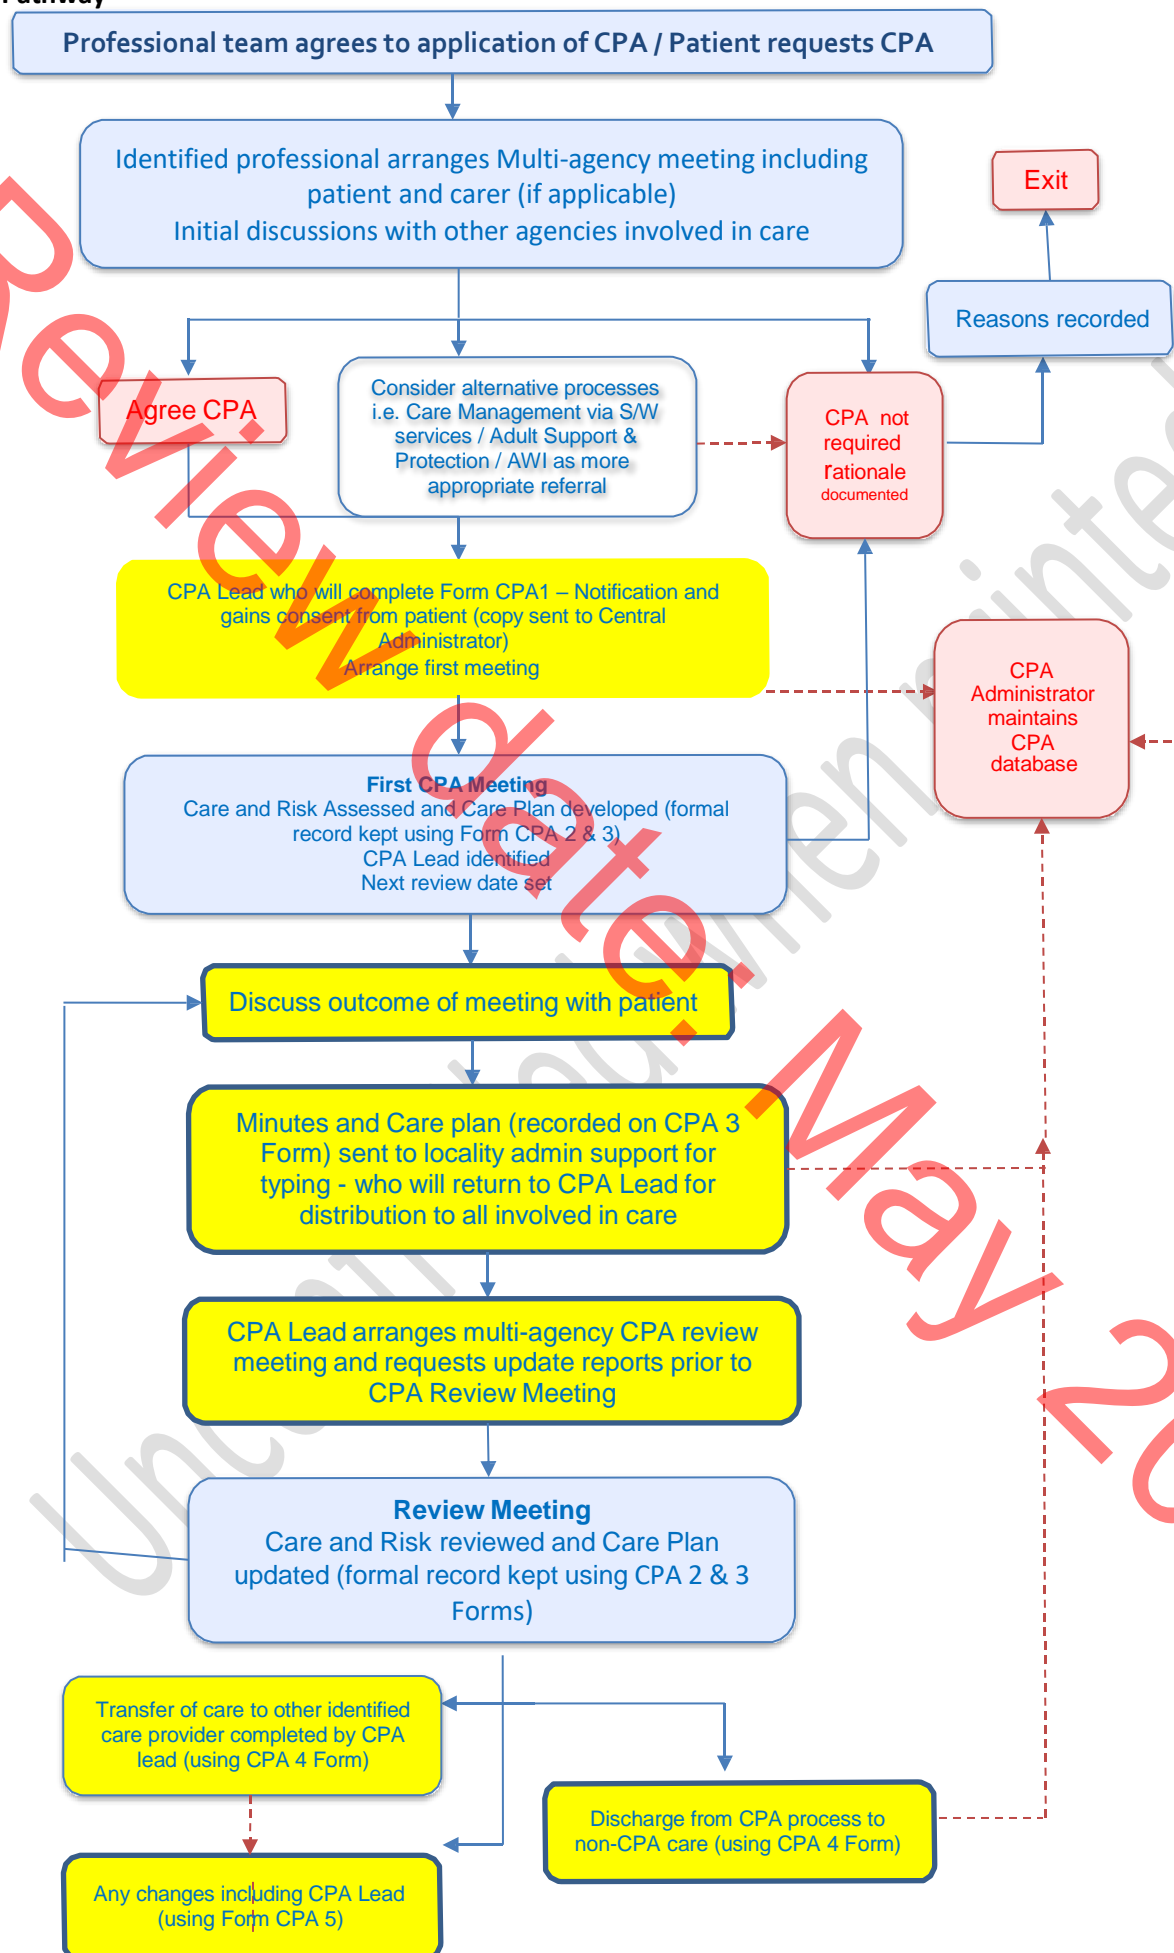 Pathway
Professional team agrees to application of CPA / Patient requests CPA
Identified professional arranges Multi-agency meeting including
patient and carer (if applicable)
Initial discussions with other agencies involved in care
Exit
Reasons recorded
Agree CPA
Consider alternative processes
i.e. Care Management via S/W
services / Adult Support &
Protection / AWI as more
appropriate referral
CPA not
required
rationale
documented
CPA Lead who will complete Form CPA1 – Notification and
gains consent from patient (copy sent to Central
Administrator)
Arrange first meeting
CPA
Administrator
maintains
CPA
database
First CPA Meeting
Care and Risk Assessed and Care Plan developed (formal
record kept using Form CPA 2 & 3)
CPA Lead identified
Next review date set
Discuss outcome of meeting with patient
Minutes and Care plan (recorded on CPA 3
Form) sent to locality admin support for
typing - who will return to CPA Lead for
distribution to all involved in care
CPA Lead arranges multi-agency CPA review
meeting and requests update reports prior to
CPA Review Meeting
Review Meeting
Care and Risk reviewed and Care Plan
updated (formal record kept using CPA 2 & 3
Forms)
Transfer of care to other identified
care provider completed by CPA
lead (using CPA 4 Form)
Discharge from CPA process to
non-CPA care (using CPA 4 Form)
Any changes including CPA Lead
(using Form CPA 5)
Review date: May 20
when printed